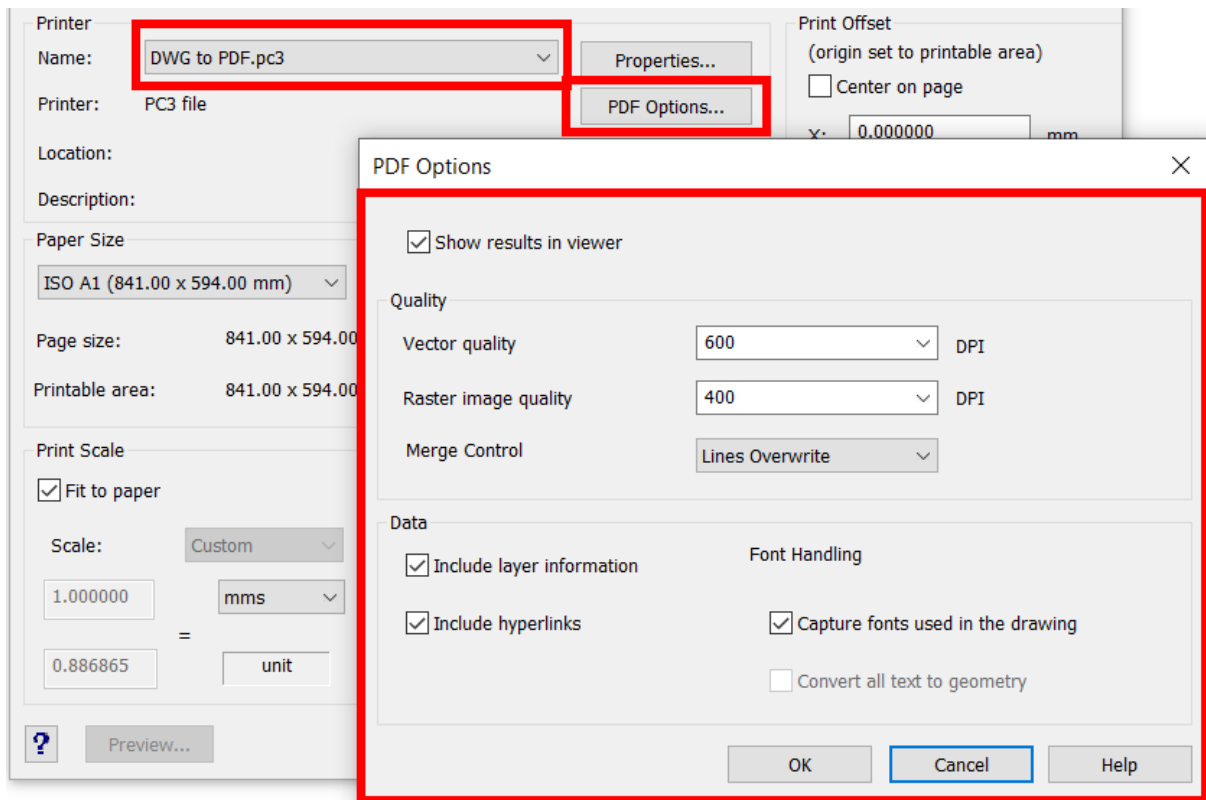 Printer
Name: DWG to PDF.pc3 Properties...
Printer: PC3 file PDF Options...
Location:
Description:
Print Offset
(origin set to printable area)
Center on page
X: 0.000000 mm
Paper Size
ISO A1 (841.00 x 594.00 mm)
Page size: 841.00 x 594.00
Printable area: 841.00 x 594.00
Print Scale
Fit to paper
Scale: Custom
1.000000 mms
=
0.886865 unit
? Preview...
PDF Options
Show results in viewer
Quality
Vector quality 600 DPI
Raster image quality 400 DPI
Merge Control Lines Overwrite
Data
Include layer information Font Handling
Include hyperlinks Capture fonts used in the drawing
Convert all text to geometry
OK Cancel Help